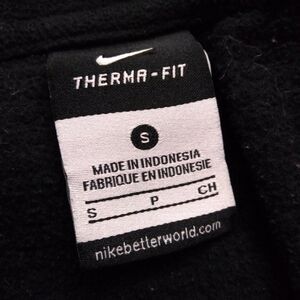 THERMA-FIT
S
MADE IN INDONESIA
FABRIQUE EN INDONESIE
S P CH
nikebetterworld.com